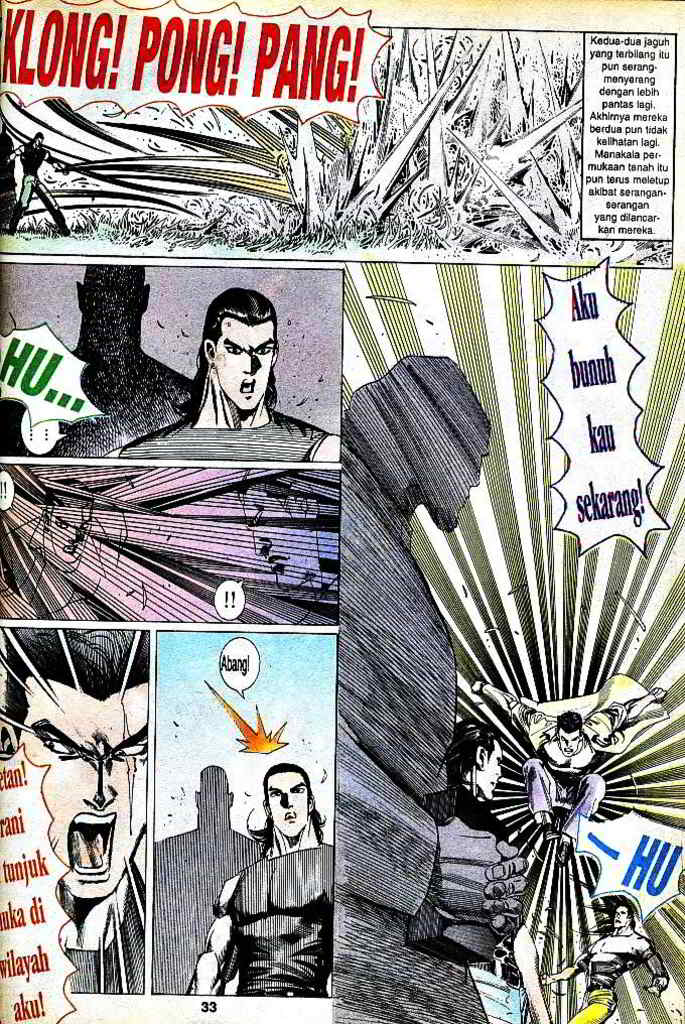 KLONG! PONG! PANG!
Kedua-dua jaguh
yang terbilang itu
pun serang-
menyerang
dengan lebih
pantas lagi.
Akhirnya mereka
berdua pun tidak
kelihatan lagi.
Manakala per-
mukaan tanah itu
pun terus meletup
akibat serangan-
serangan
yang dilancar-
kan mereka.
HU...
...
Aku
bunuh
kau
sekarang!
!!
!!
Abang!
etan!
rani
tunjuk
uka di
wilayah
aku!
HU
33